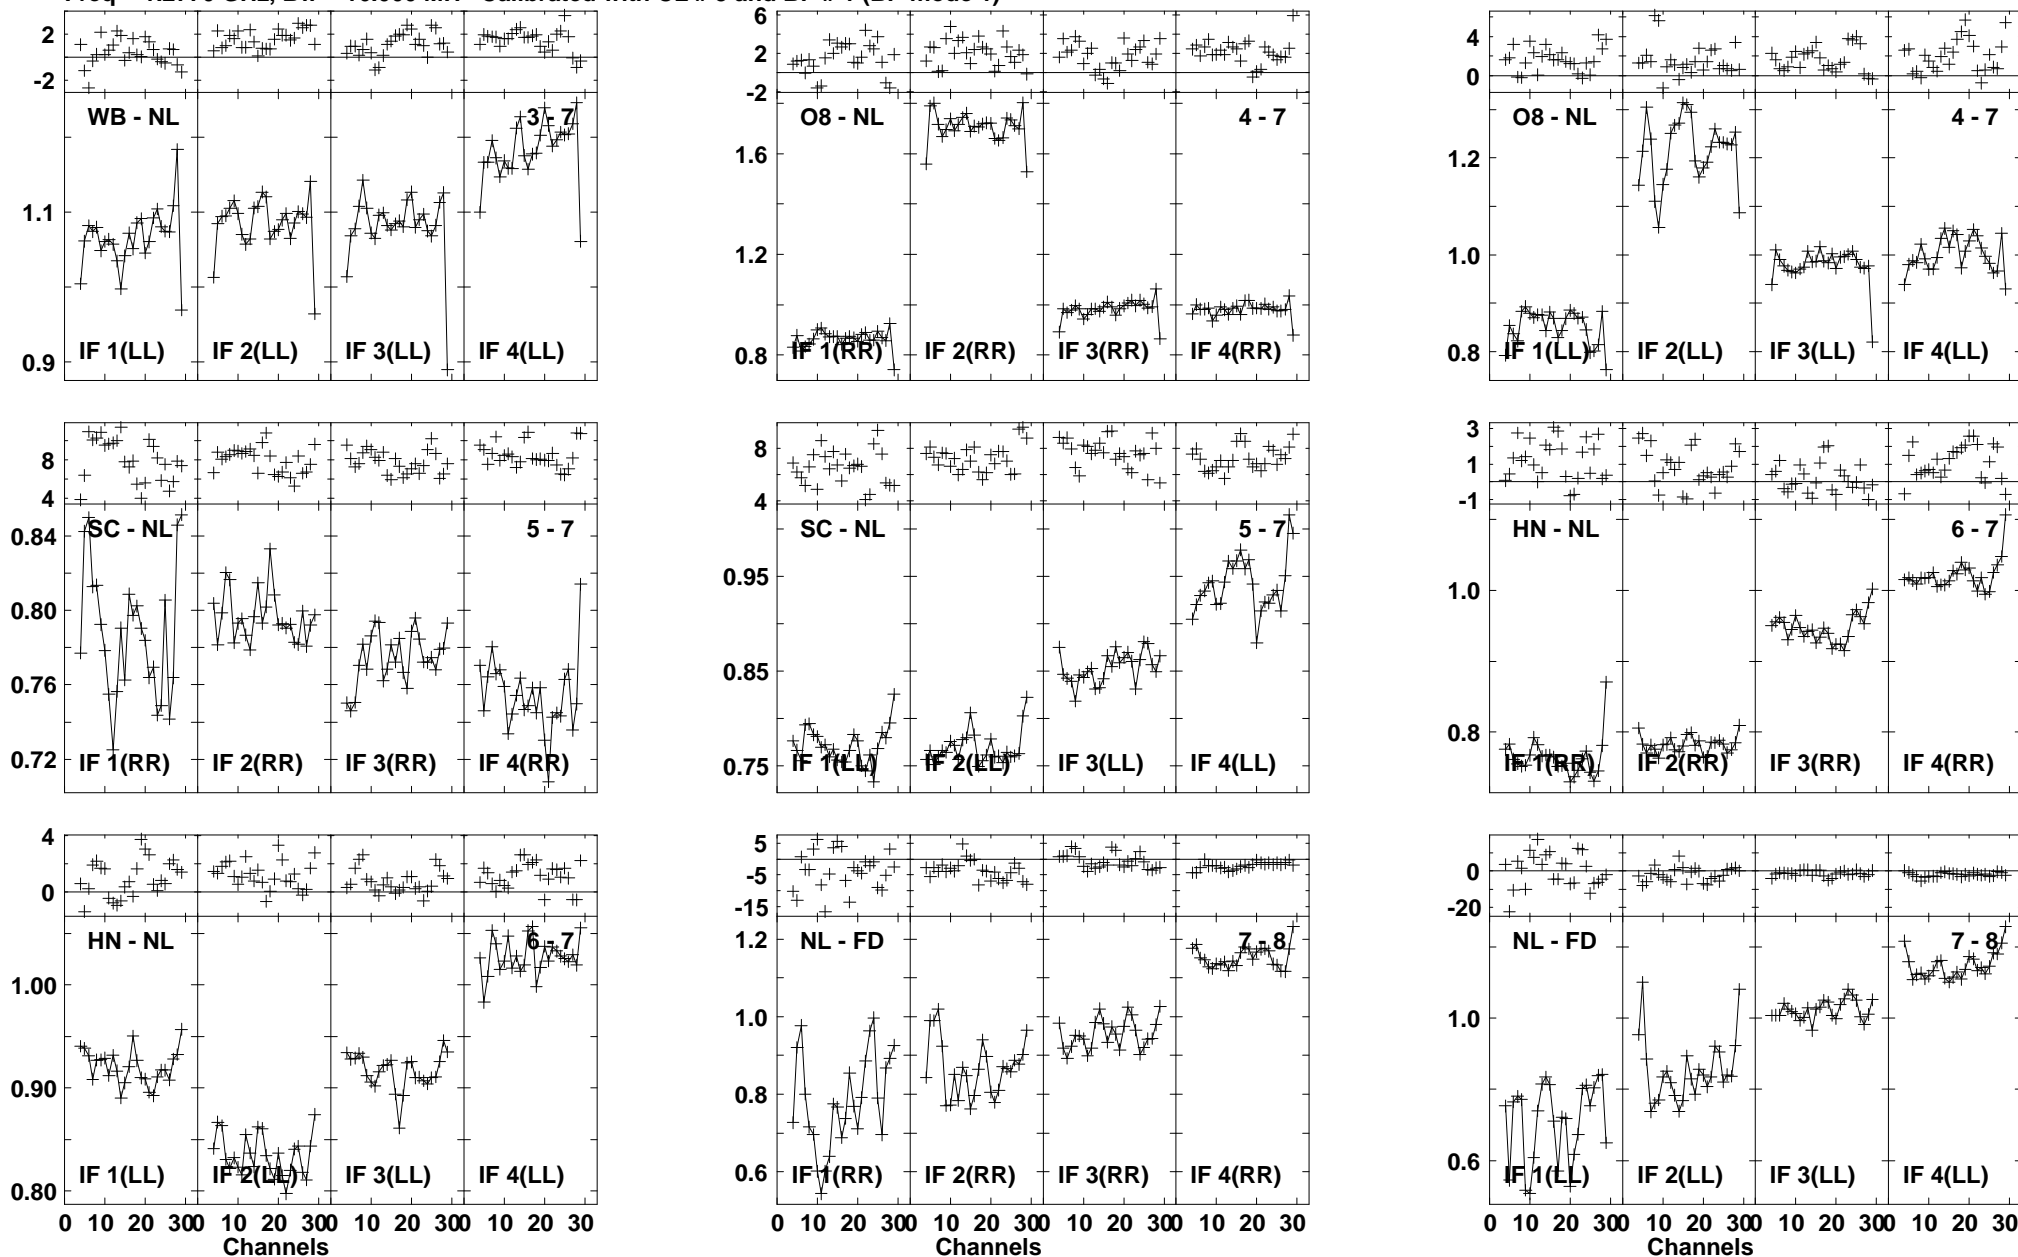 2
-2
WB - NL
3 - 7
1.1
0.9
IF 1(LL)
IF 2(LL)
IF 3(LL)
IF 4(LL)
6
2
-2
O8 - NL
4 - 7
1.6
1.2
0.8
IF 1(RR)
IF 2(RR)
IF 3(RR)
IF 4(RR)
4
0
O8 - NL
4 - 7
1.2
1.0
0.8
IF 1(LL)
IF 2(LL)
IF 3(LL)
IF 4(LL)
8
4
SC - NL
5 - 7
0.84
0.80
0.76
0.72
IF 1(RR)
IF 2(RR)
IF 3(RR)
IF 4(RR)
8
4
SC - NL
5 - 7
0.95
0.85
0.75
IF 1(LL)
IF 2(LL)
IF 3(LL)
IF 4(LL)
3
1
-1
HN - NL
6 - 7
1.0
0.8
IF 1(RR)
IF 2(RR)
IF 3(RR)
IF 4(RR)
4
0
HN - NL
6 - 7
1.00
0.90
0.80
IF 1(LL)
IF 2(LL)
IF 3(LL)
IF 4(LL)
0 10 20 30 0 10 20 30 0 10 20 30 0 10 20 30
Channels
5
-5
-15
NL - FD
7 - 8
1.2
1.0
0.8
0.6
IF 1(RR)
IF 2(RR)
IF 3(RR)
IF 4(RR)
0 10 20 30 0 10 20 30 0 10 20 30 0 10 20 30
Channels
0
-20
NL - FD
7 - 8
1.0
0.6
IF 1(LL)
IF 2(LL)
IF 3(LL)
IF 4(LL)
0 10 20 30 0 10 20 30 0 10 20 30 0 10 20 30
Channels